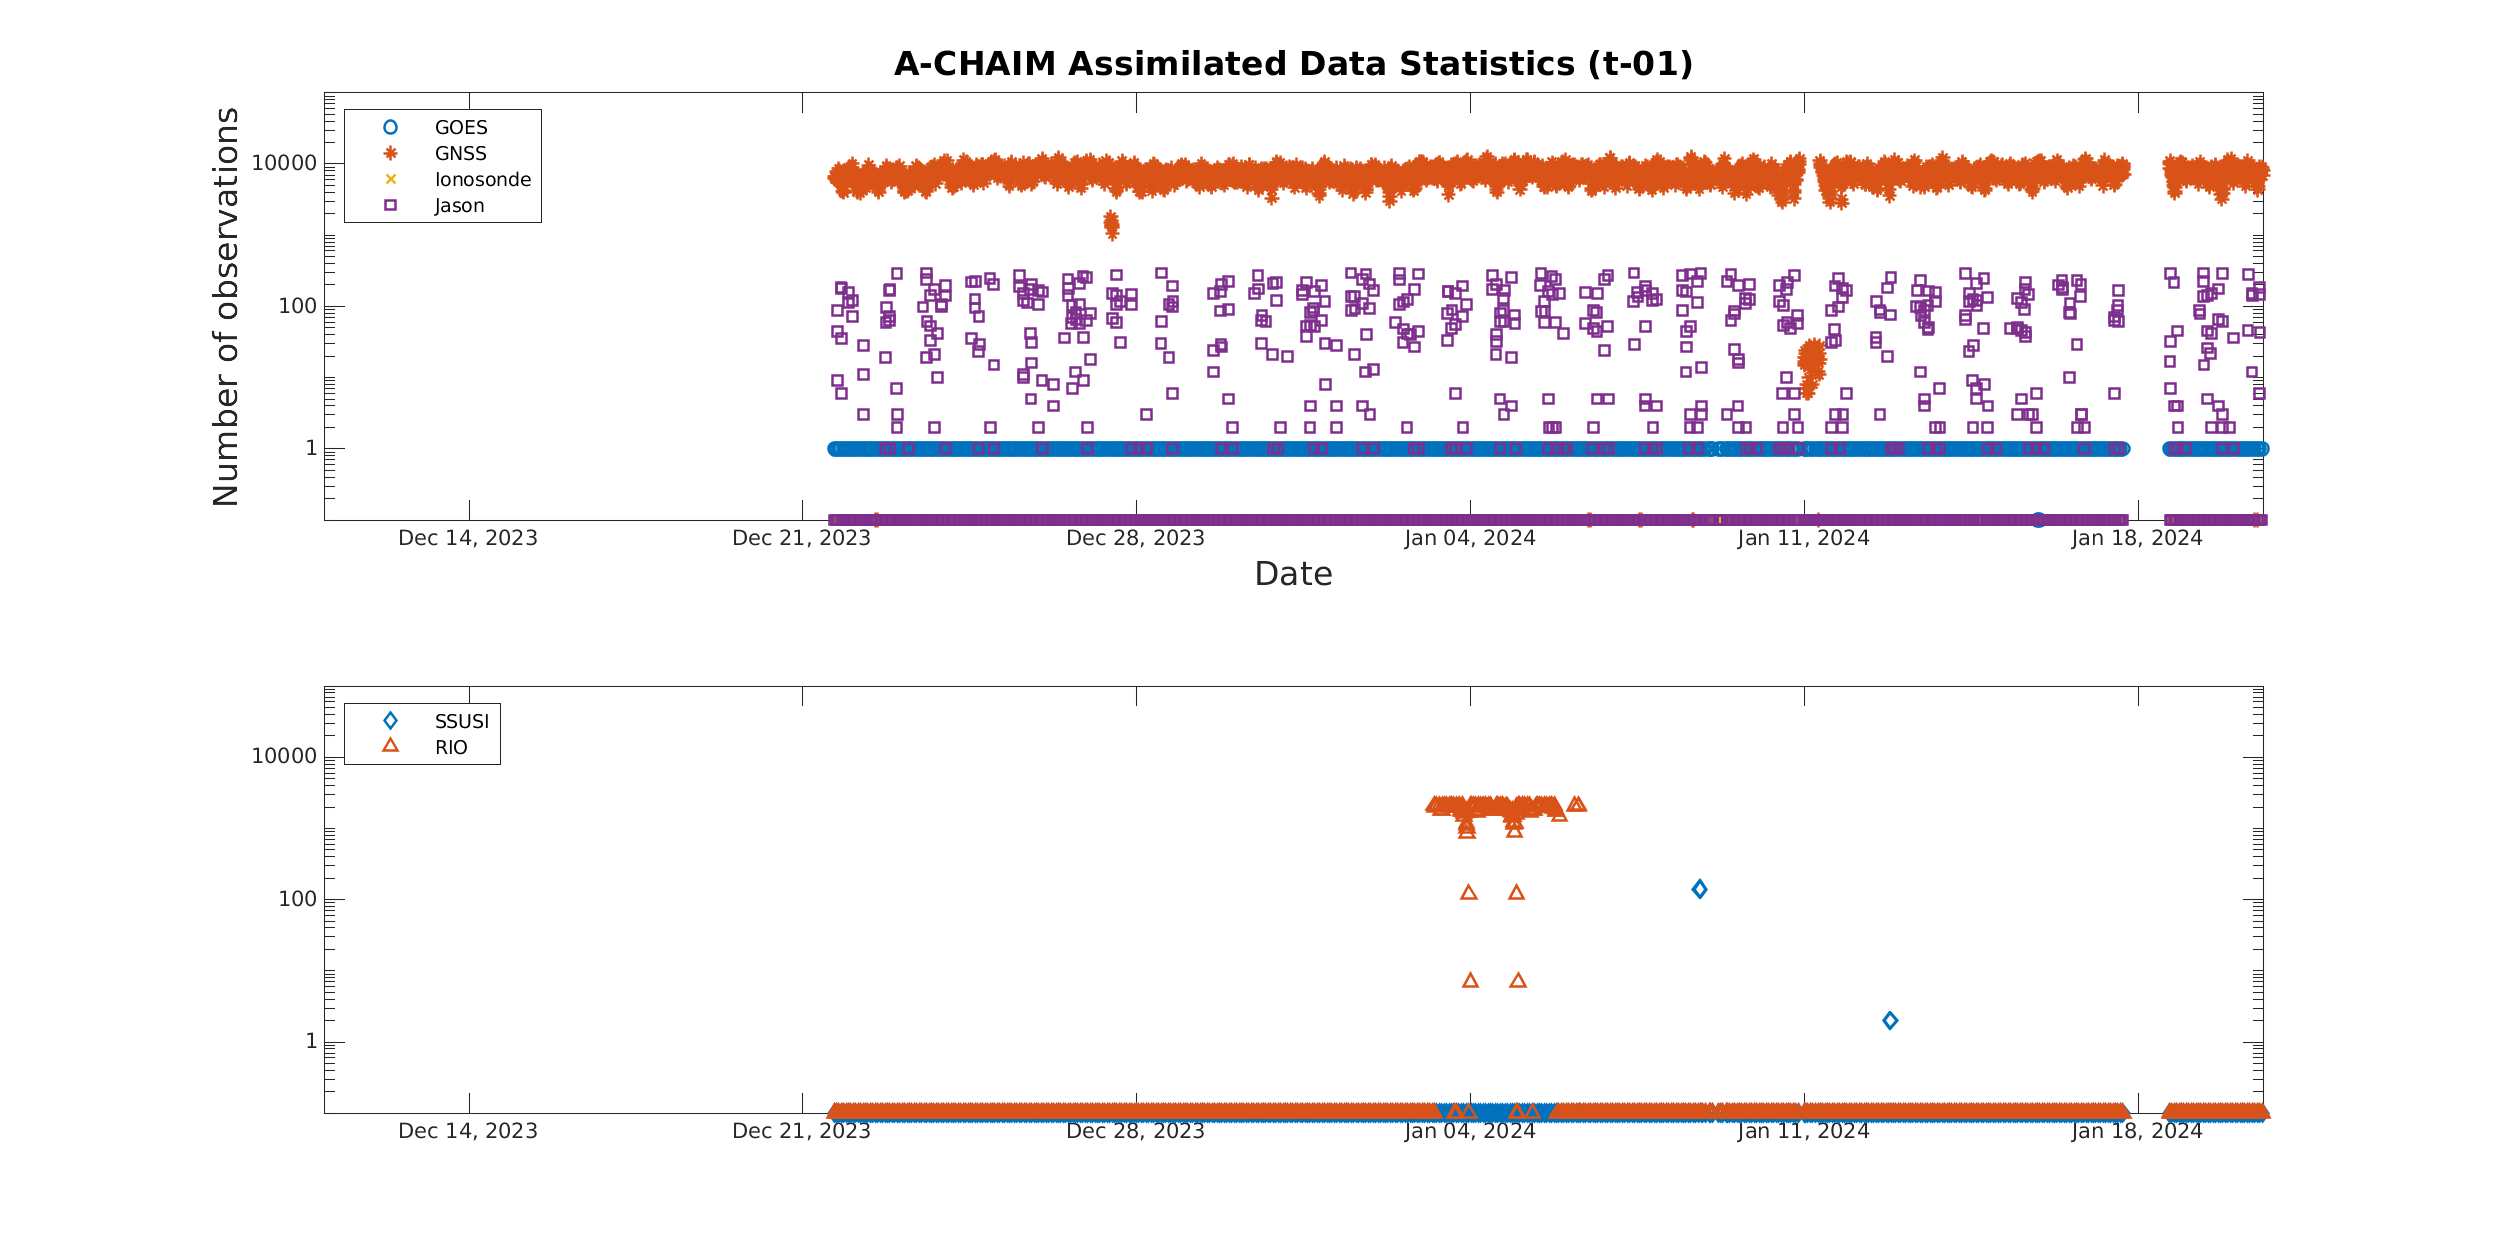 A-CHAIM Assimilated Data Statistics (t-01)
Number of observations
10000
100
1
GOES
GNSS
Ionosonde
Jason
Dec 14, 2023
Dec 21, 2023
Dec 28, 2023
Jan 04, 2024
Jan 11, 2024
Jan 18, 2024
Date
10000
100
1
SSUSI
RIO
Dec 14, 2023
Dec 21, 2023
Dec 28, 2023
Jan 04, 2024
Jan 11, 2024
Jan 18, 2024